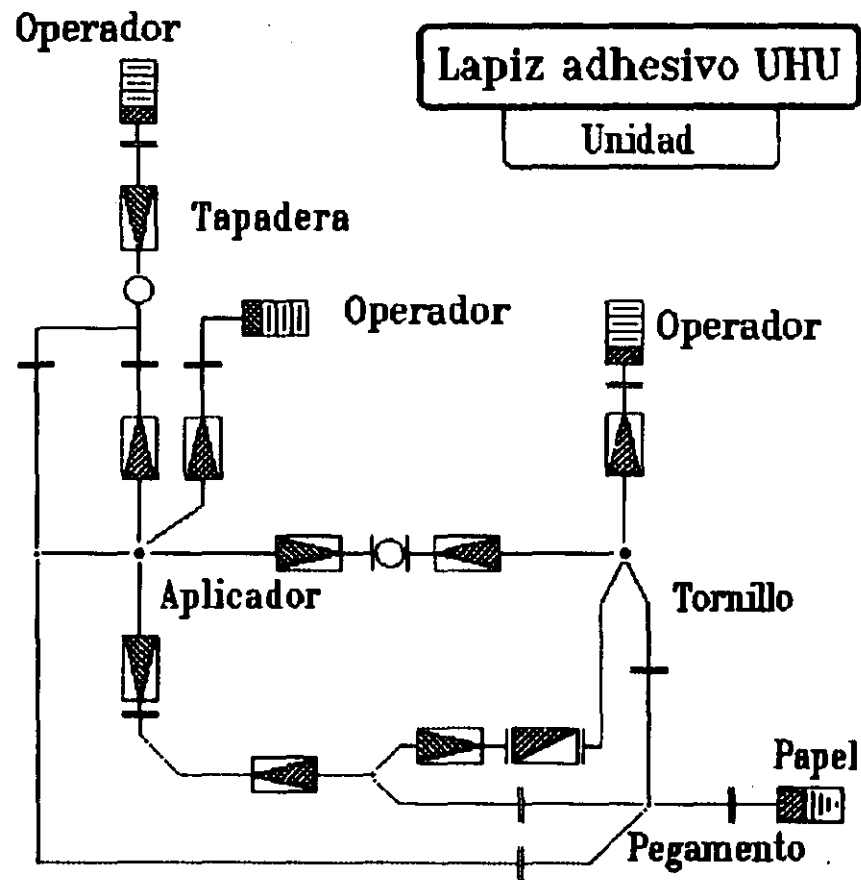 Operador
Lapiz adhesivo UHU
Unidad
Tapadera
Operador
Operador
Aplicador
Tornillo
Papel
Pegamento